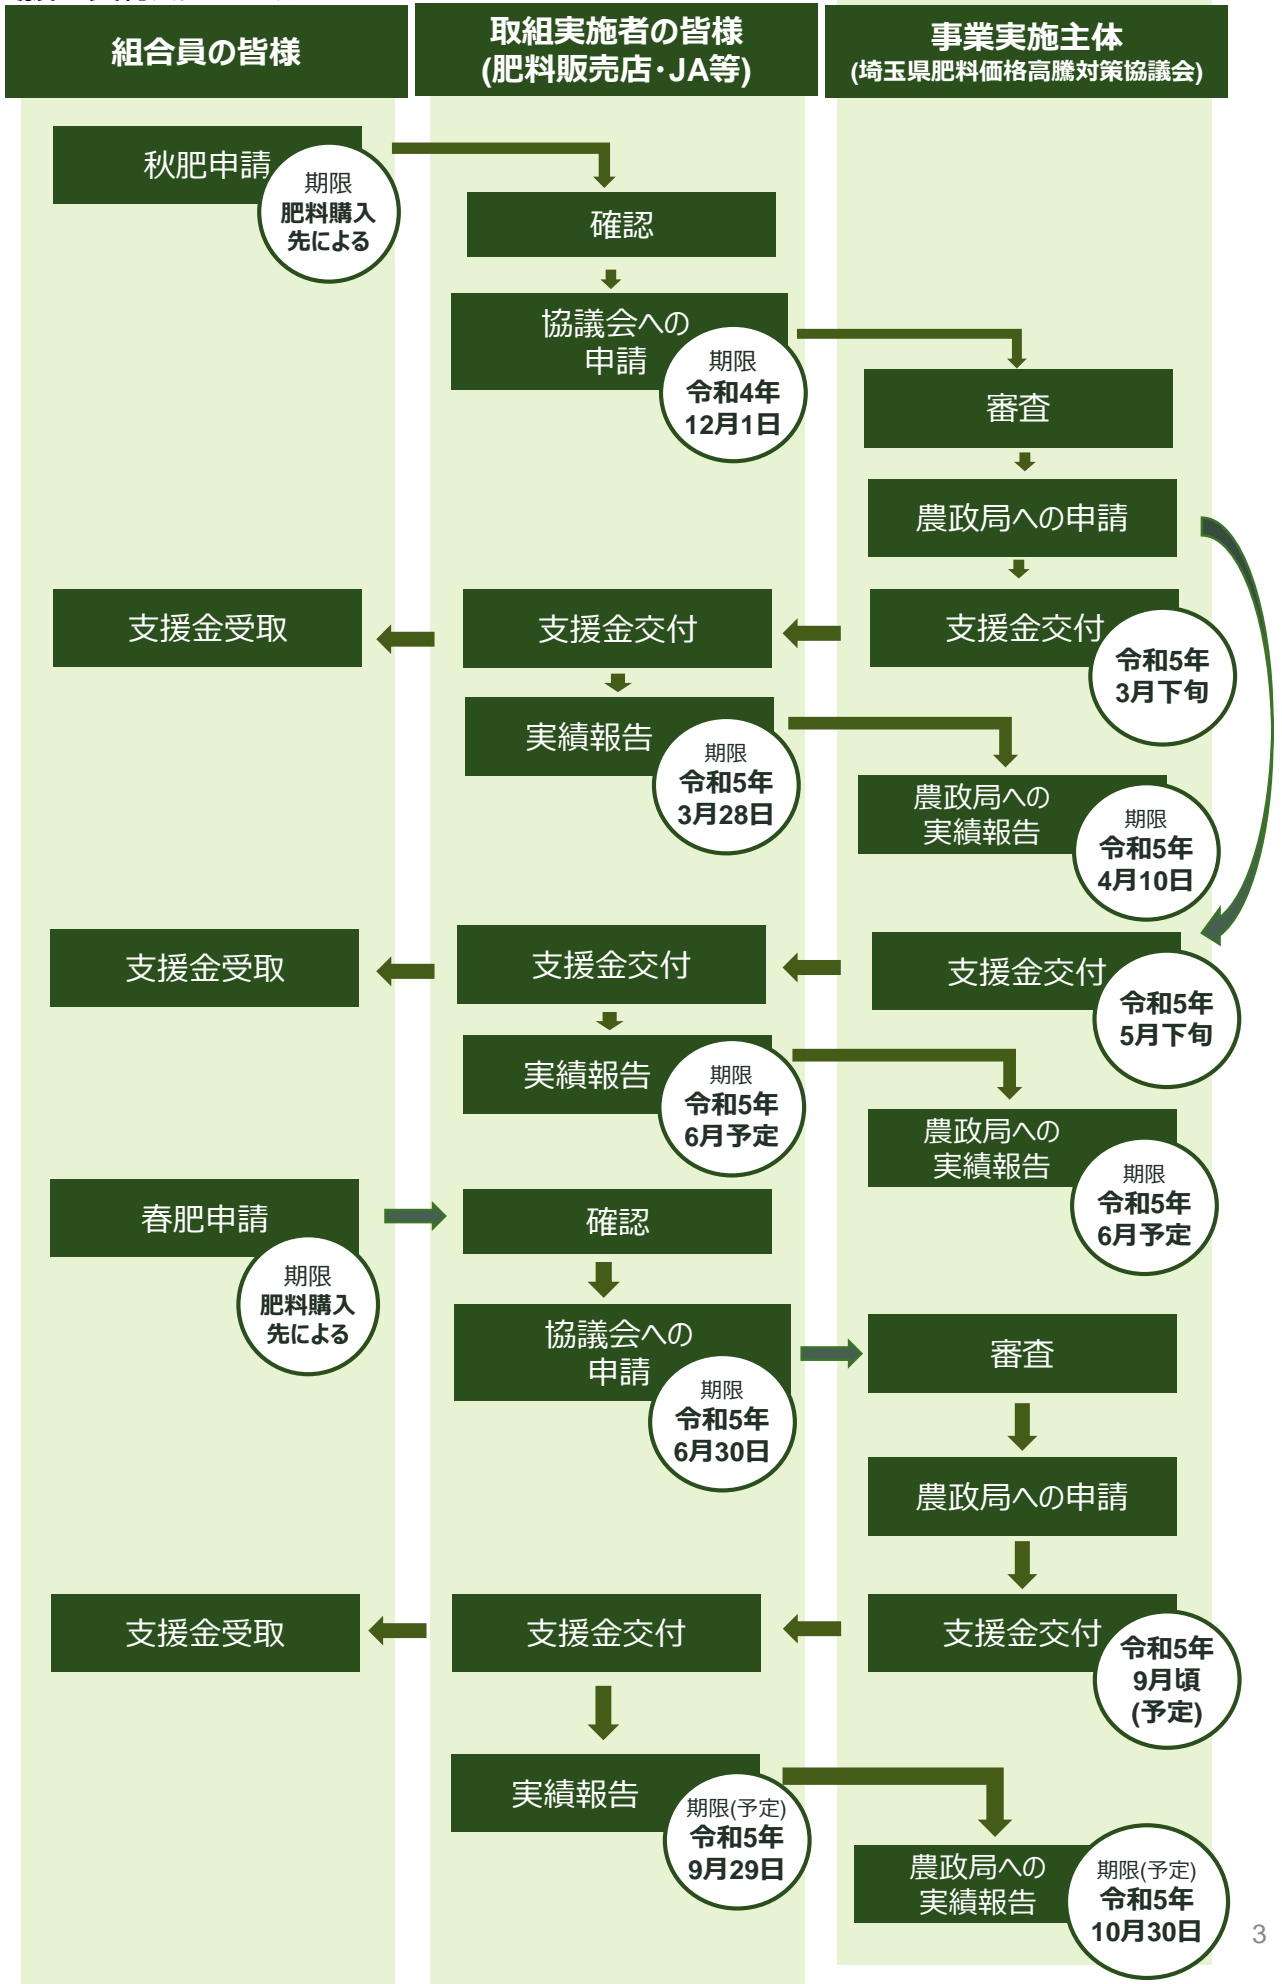 組合員の皆様
取組実施者の皆様
(肥料販売店・JA等)
事業実施主体
(埼玉県肥料価格高騰対策協議会)
秋肥申請
期限
肥料購入
先による
確認
協議会への
申請
期限
令和4年
12月1日
審査
農政局への申請
支援金受取
支援金交付
支援金交付
令和5年
3月下旬
実績報告
期限
令和5年
3月28日
農政局への
実績報告
期限
令和5年
4月10日
支援金受取
支援金交付
支援金交付
令和5年
5月下旬
実績報告
期限
令和5年
6月予定
農政局への
実績報告
期限
令和5年
6月予定
春肥申請
期限
肥料購入
先による
確認
協議会への
申請
期限
令和5年
6月30日
審査
農政局への申請
支援金受取
支援金交付
支援金交付
令和5年
9月頃
(予定)
実績報告
期限(予定)
令和5年
9月29日
農政局への
実績報告
期限(予定)
令和5年
10月30日
3